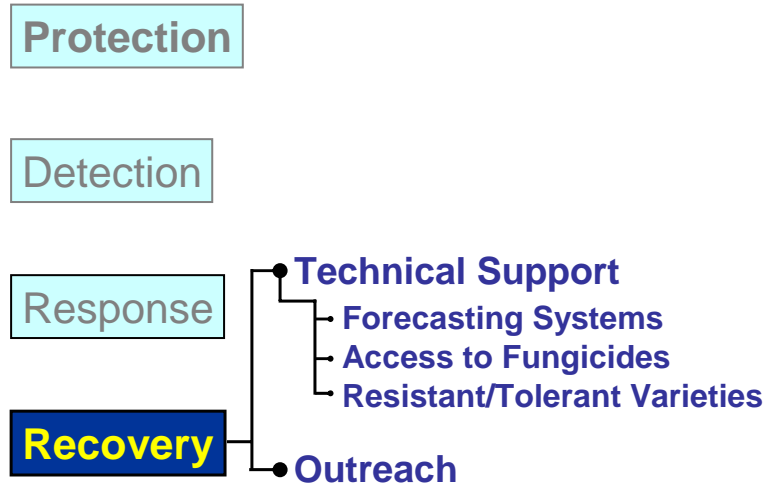 Protection
Detection
Response
Technical Support
Forecasting Systems
Access to Fungicides
Resistant/Tolerant Varieties
Recovery
Outreach